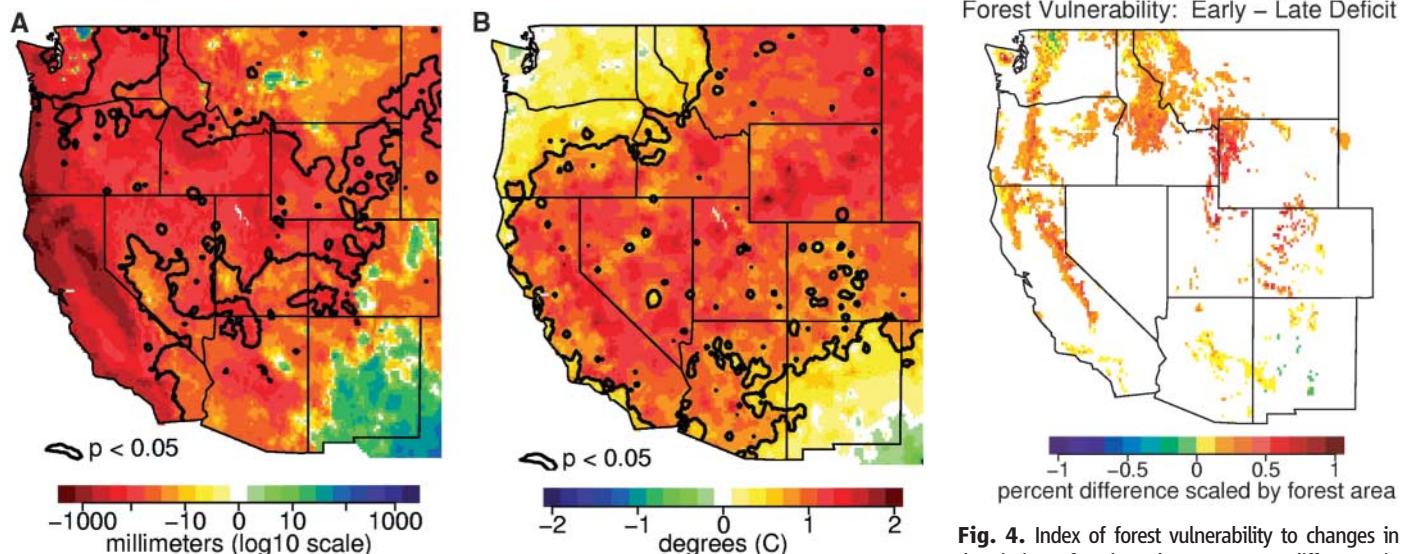 A
p < 0.05
-1000 -10 0 10 1000
millimeters (log10 scale)
B
p < 0.05
-2 -1 0 1 2
degrees (C)
Forest Vulnerability: Early – Late Deficit
-1 -0.5 0 0.5 1
percent difference scaled by forest area
Fig. 4. Index of forest vulnerability to changes in